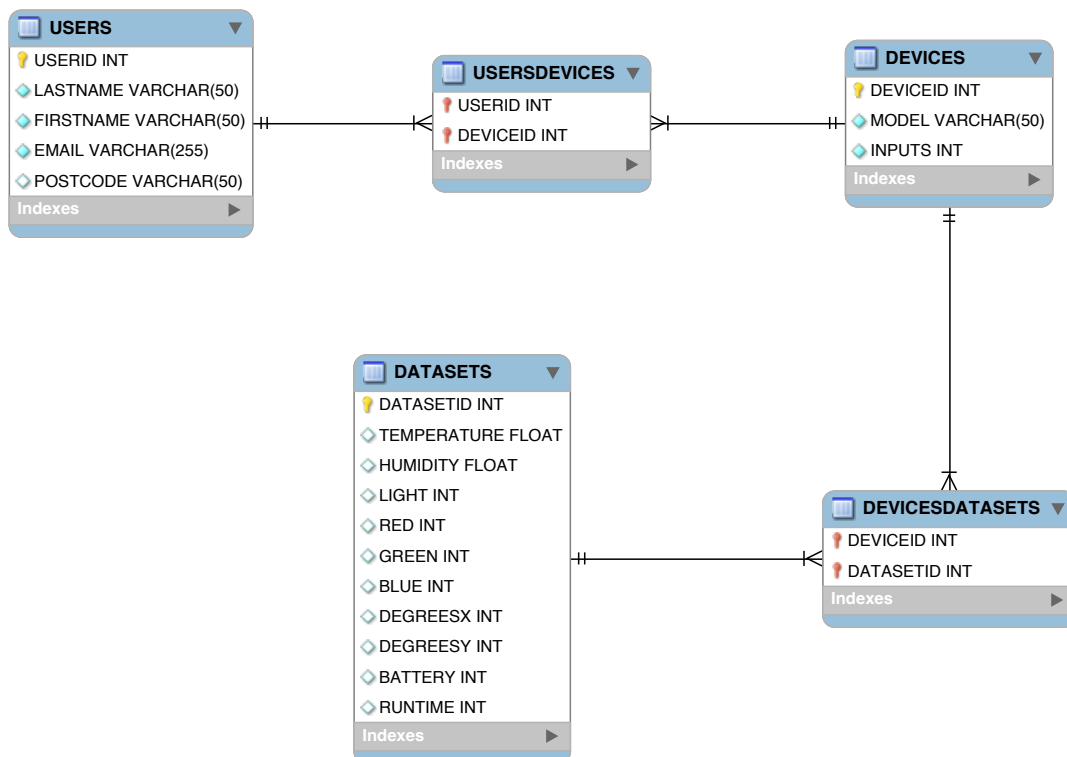 USERS
USERID INT
LASTNAME VARCHAR(50)
FIRSTNAME VARCHAR(50)
EMAIL VARCHAR(255)
POSTCODE VARCHAR(50)
Indexes
USERSDEVICES
USERID INT
DEVICEID INT
Indexes
DEVICES
DEVICEID INT
MODEL VARCHAR(50)
INPUTS INT
Indexes
DATASETS
DATASETID INT
TEMPERATURE FLOAT
HUMIDITY FLOAT
LIGHT INT
RED INT
GREEN INT
BLUE INT
DEGREESX INT
DEGREESY INT
BATTERY INT
RUNTIME INT
Indexes
DEVICESDATASETS
DEVICEID INT
DATASETID INT
Indexes